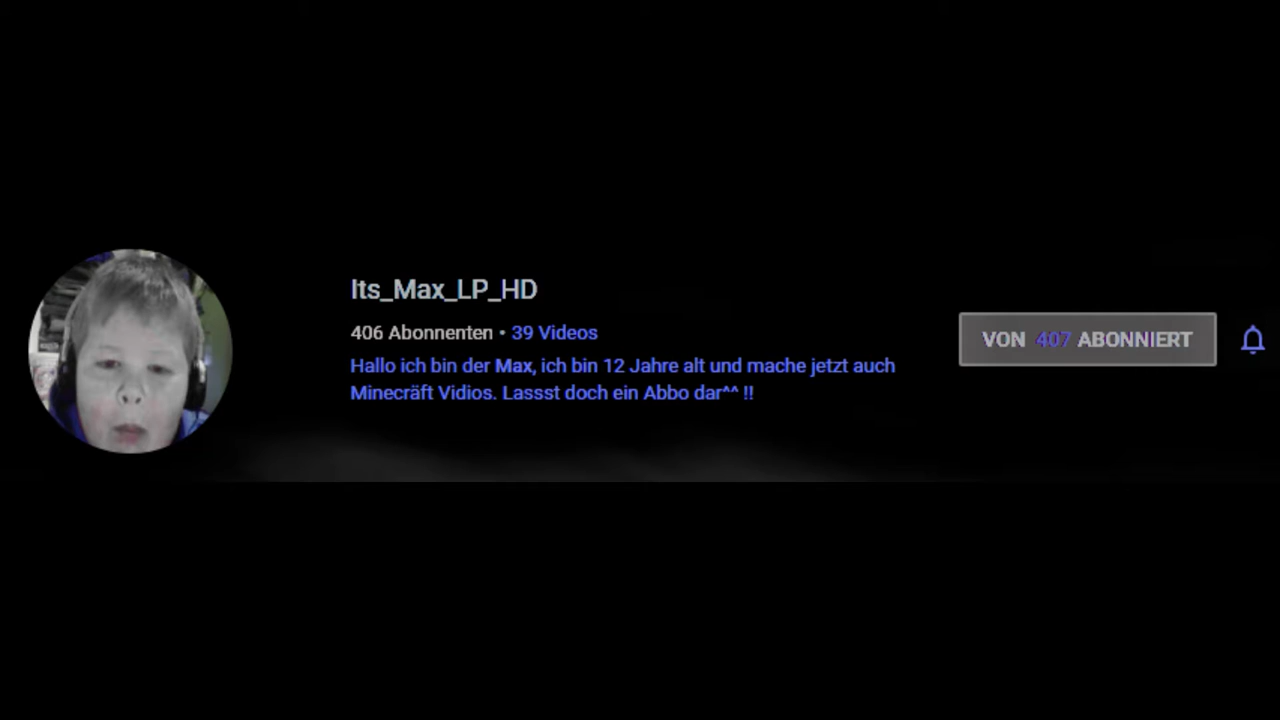 Its_Max_LP_HD
406 Abonnenten • 39 Videos
Hallo ich bin der Max, ich bin 12 Jahre alt und mache jetzt auch
Minecräft Vidios. Lassst doch ein Abbo dar^^ !!
VON 407 ABONNIERT